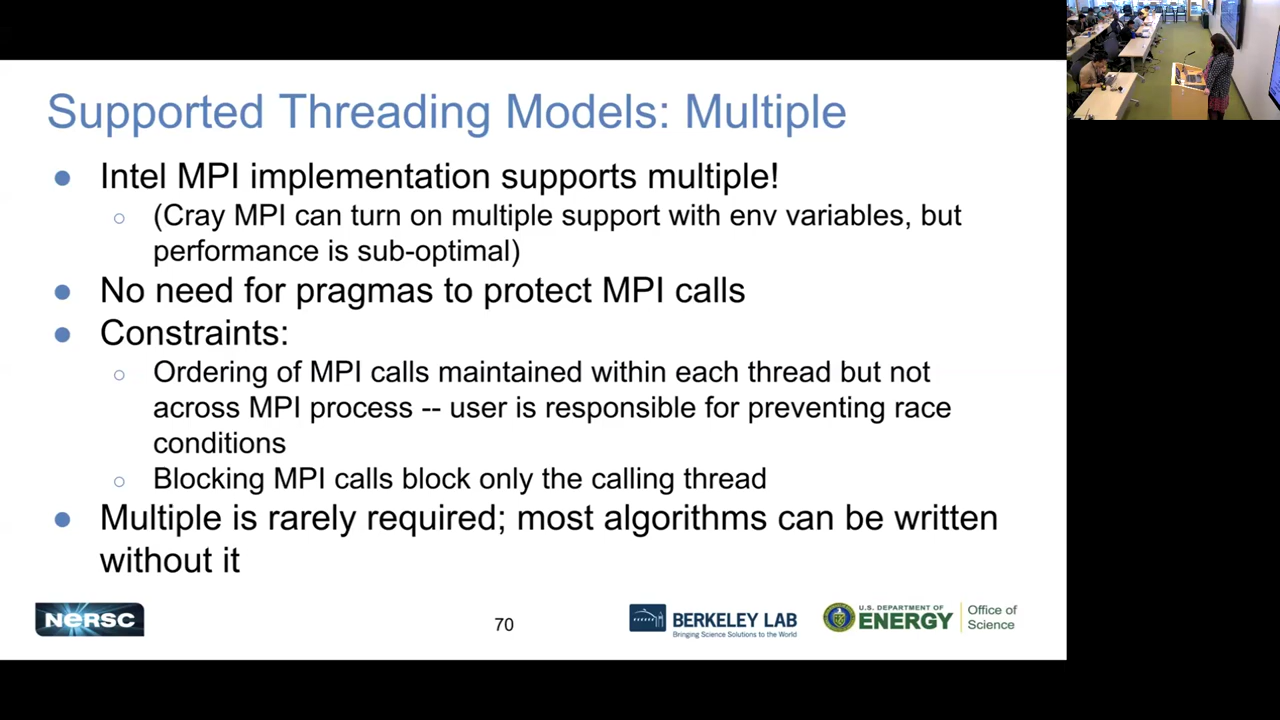 Supported Threading Models: Multiple
● Intel MPI implementation supports multiple!
○ (Cray MPI can turn on multiple support with env variables, but
performance is sub-optimal)
● No need for pragmas to protect MPI calls
● Constraints:
○ Ordering of MPI calls maintained within each thread but not
across MPI process -- user is responsible for preventing race
conditions
○ Blocking MPI calls block only the calling thread
● Multiple is rarely required; most algorithms can be written
without it
NERSC
70
BERKELEY LAB
Bringing Science Solutions to the World
U.S. DEPARTMENT OF
ENERGY
Office of
Science